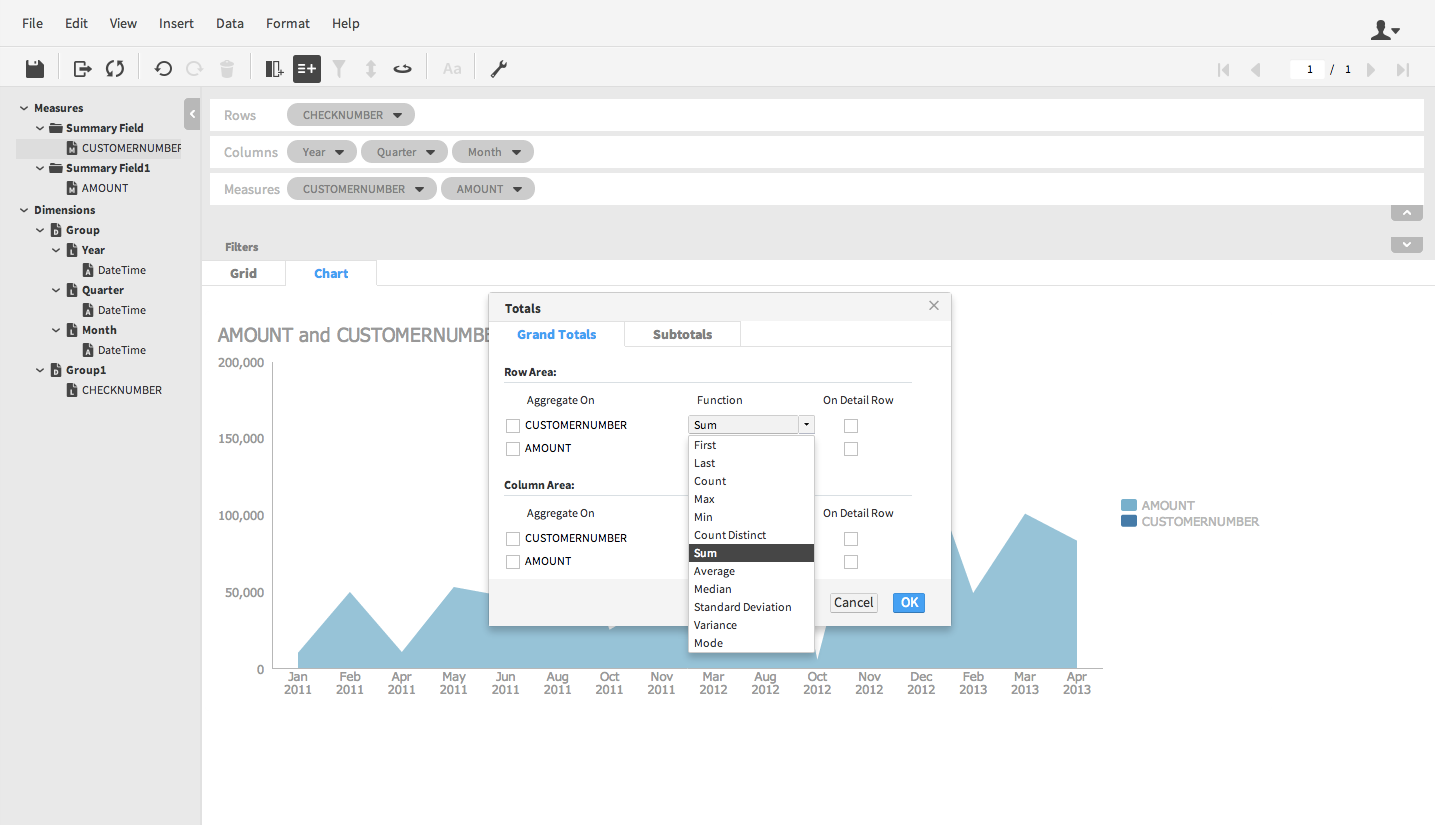 File Edit View Insert Data Format Help
Aa
1 / 1
Measures
Summary Field
CUSTOMERNUMBER
Summary Field1
AMOUNT
Dimensions
Group
Year
DateTime
Quarter
DateTime
Month
DateTime
Group1
CHECKNUMBER
Rows CHECKNUMBER
Columns Year Quarter Month
Measures CUSTOMERNUMBER AMOUNT
Filters
Grid Chart
AMOUNT and CUSTOMERNUMBE
200,000
150,000
100,000
50,000
0
Jan 2011
Feb 2011
Apr 2011
May 2011
Jun 2011
Aug 2011
Oct 2011
Nov 2011
Mar 2012
Aug 2012
Oct 2012
Nov 2012
Dec 2012
Feb 2013
Mar 2013
Apr 2013
AMOUNT
CUSTOMERNUMBER
Totals
Grand Totals Subtotals
Row Area:
Aggregate On Function On Detail Row
CUSTOMERNUMBER Sum
AMOUNT
First
Last
Count
Max
Min
Count Distinct
Sum
Average
Median
Standard Deviation
Variance
Mode
Column Area:
Aggregate On On Detail Row
CUSTOMERNUMBER
AMOUNT
Cancel OK